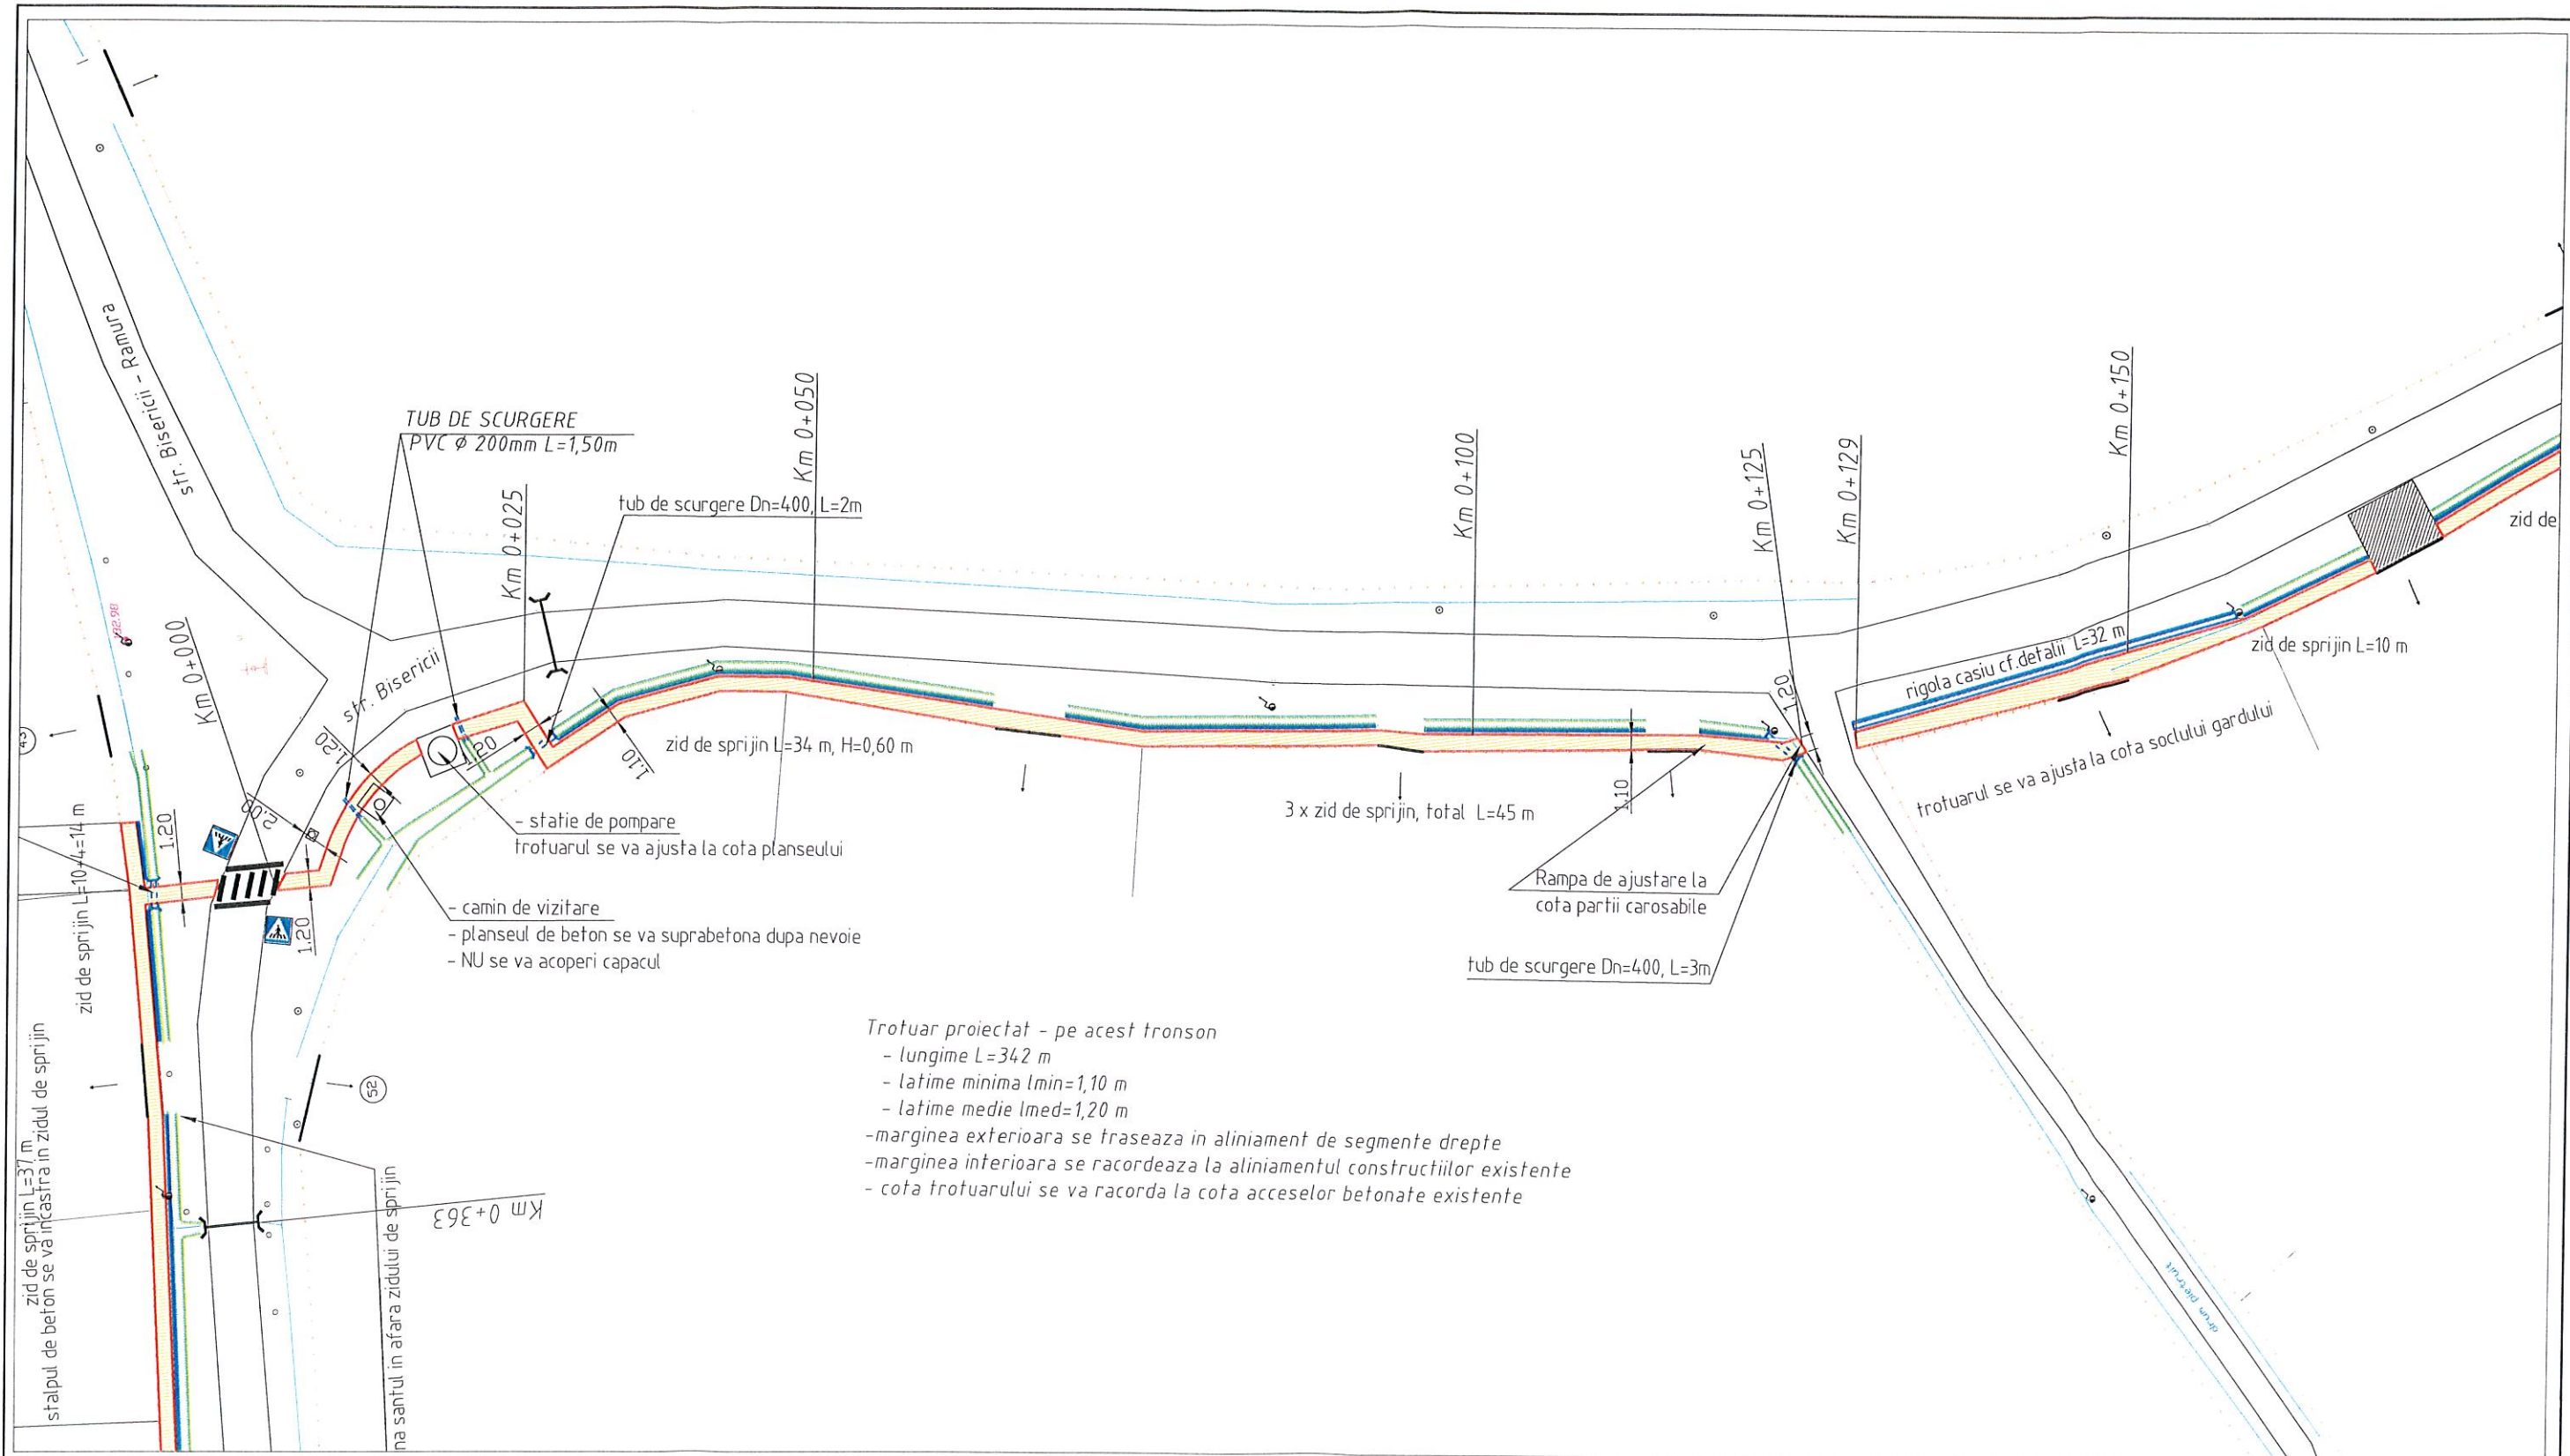 str. Bisericii - Ramura
TUB DE SCURGERE
PVC Φ 200mm L=1,50m
Km 0+025
tub de scurgere Dn=400, L=2m
Km 0+050
Km 0+100
Km 0+125
Km 0+129
Km 0+150
192.98
Km 0+000
str. Bisericii
1.20
2.00
1.20
1.20
1.20
1.10
zid de sprijin L=34 m, H=0,60 m
- statie de pompare
trotuarul se va ajusta la cota planseului
- camin de vizitare
- planseul de beton se va suprabetona dupa nevoie
- NU se va acoperi capacul
3 x zid de sprijin, total L=45 m
1.10
1.20
Rampa de ajustare la
cota partii carosabile
tub de scurgere Dn=400, L=3m
rigola casiu cf.detalii L=32 m
zid de sprijin L=10 m
zid de
trotuarul se va ajusta la cota soclului gardului
43
zid de sprijin L=10+4=14 m
zid de sprijin L=37 m
stalpul de beton se va incastra in zidul de sprijin
52
na santul in afara zidului de sprijin
Km 0+363
Trotuar proiectat - pe acest tronson
- lungime L=342 m
- latime minima lmin=1,10 m
- latime medie lmed=1,20 m
-marginea exterioara se traseaza in aliniament de segmente drepte
-marginea interioara se racordeaza la aliniamentul constructiilor existente
- cota trotuarului se va racorda la cota acceselor betonate existente
drum pietruit